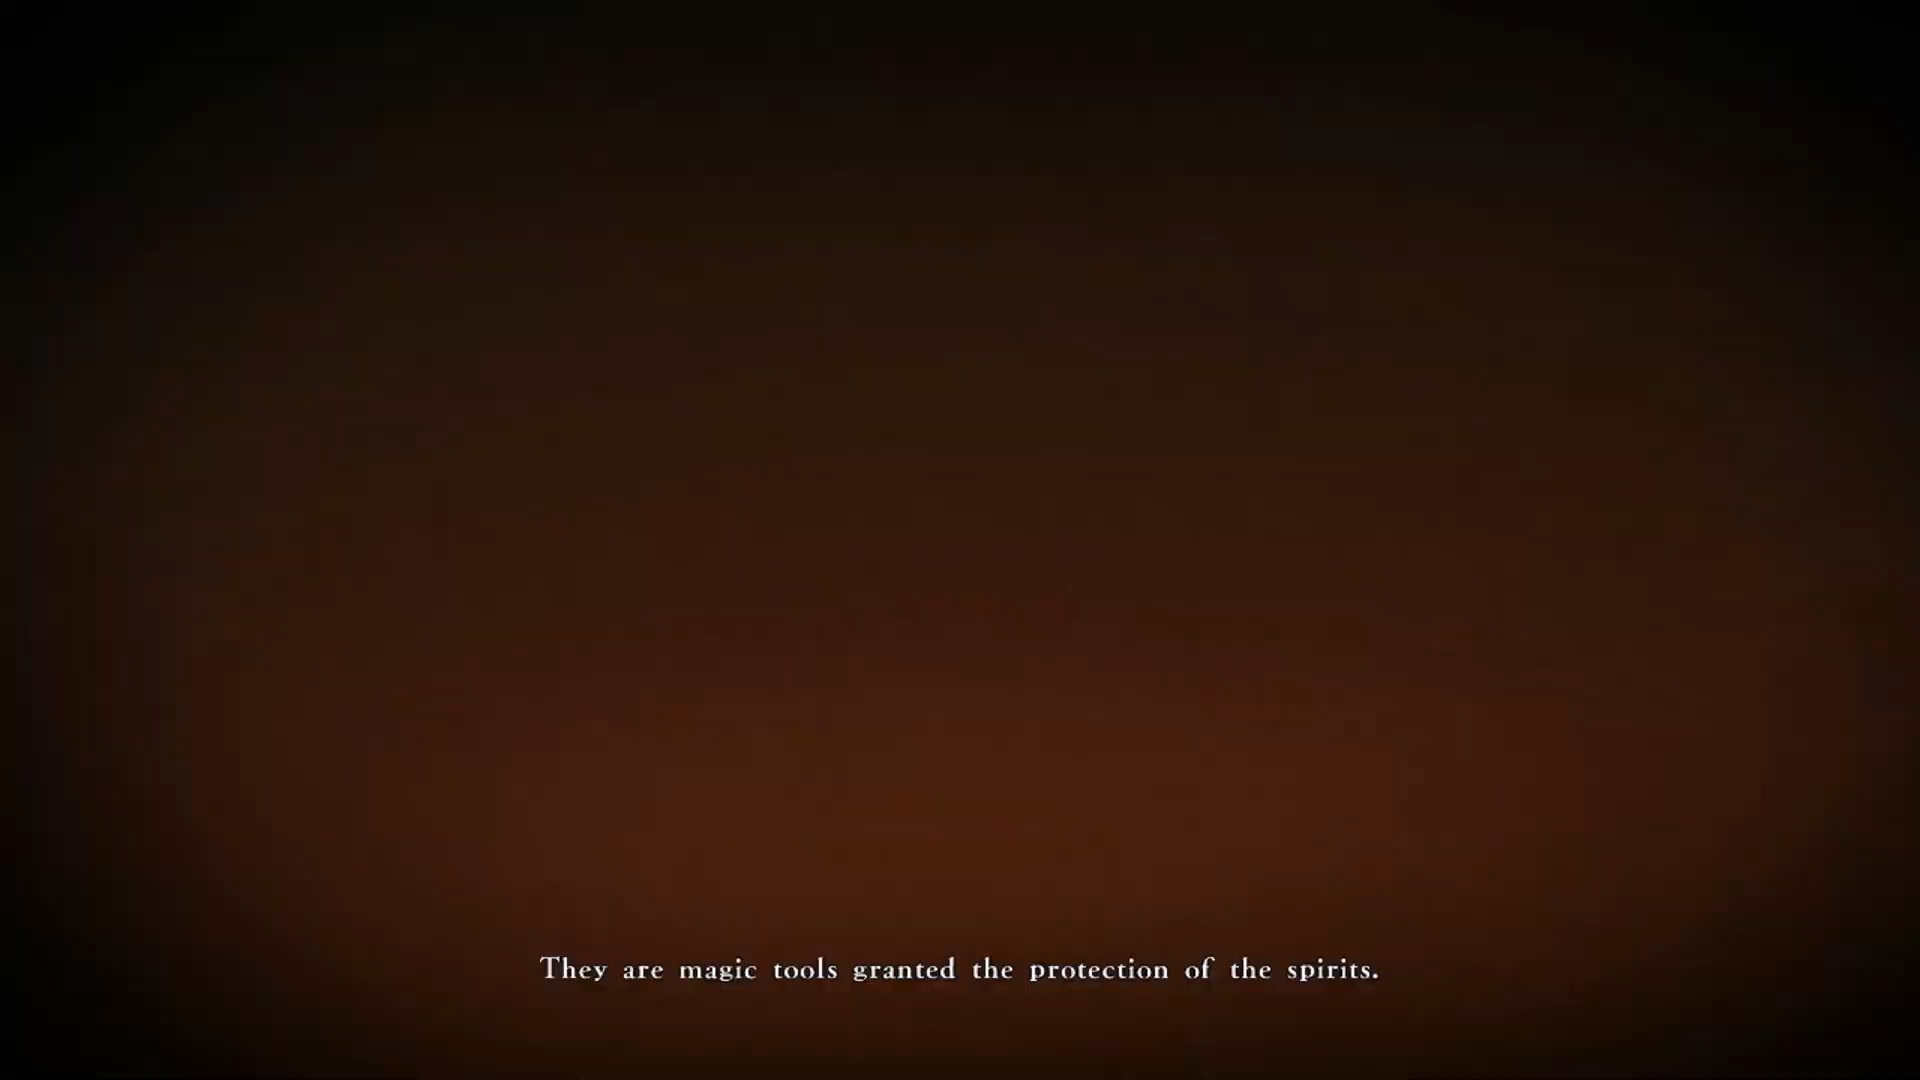 They are magic tools granted the protection of the spirits.